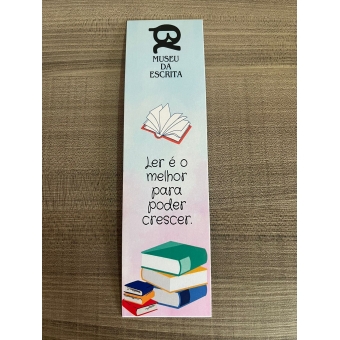 MUSEU
DA
ESCRITA
Ler é o
melhor
para
poder
crescer.